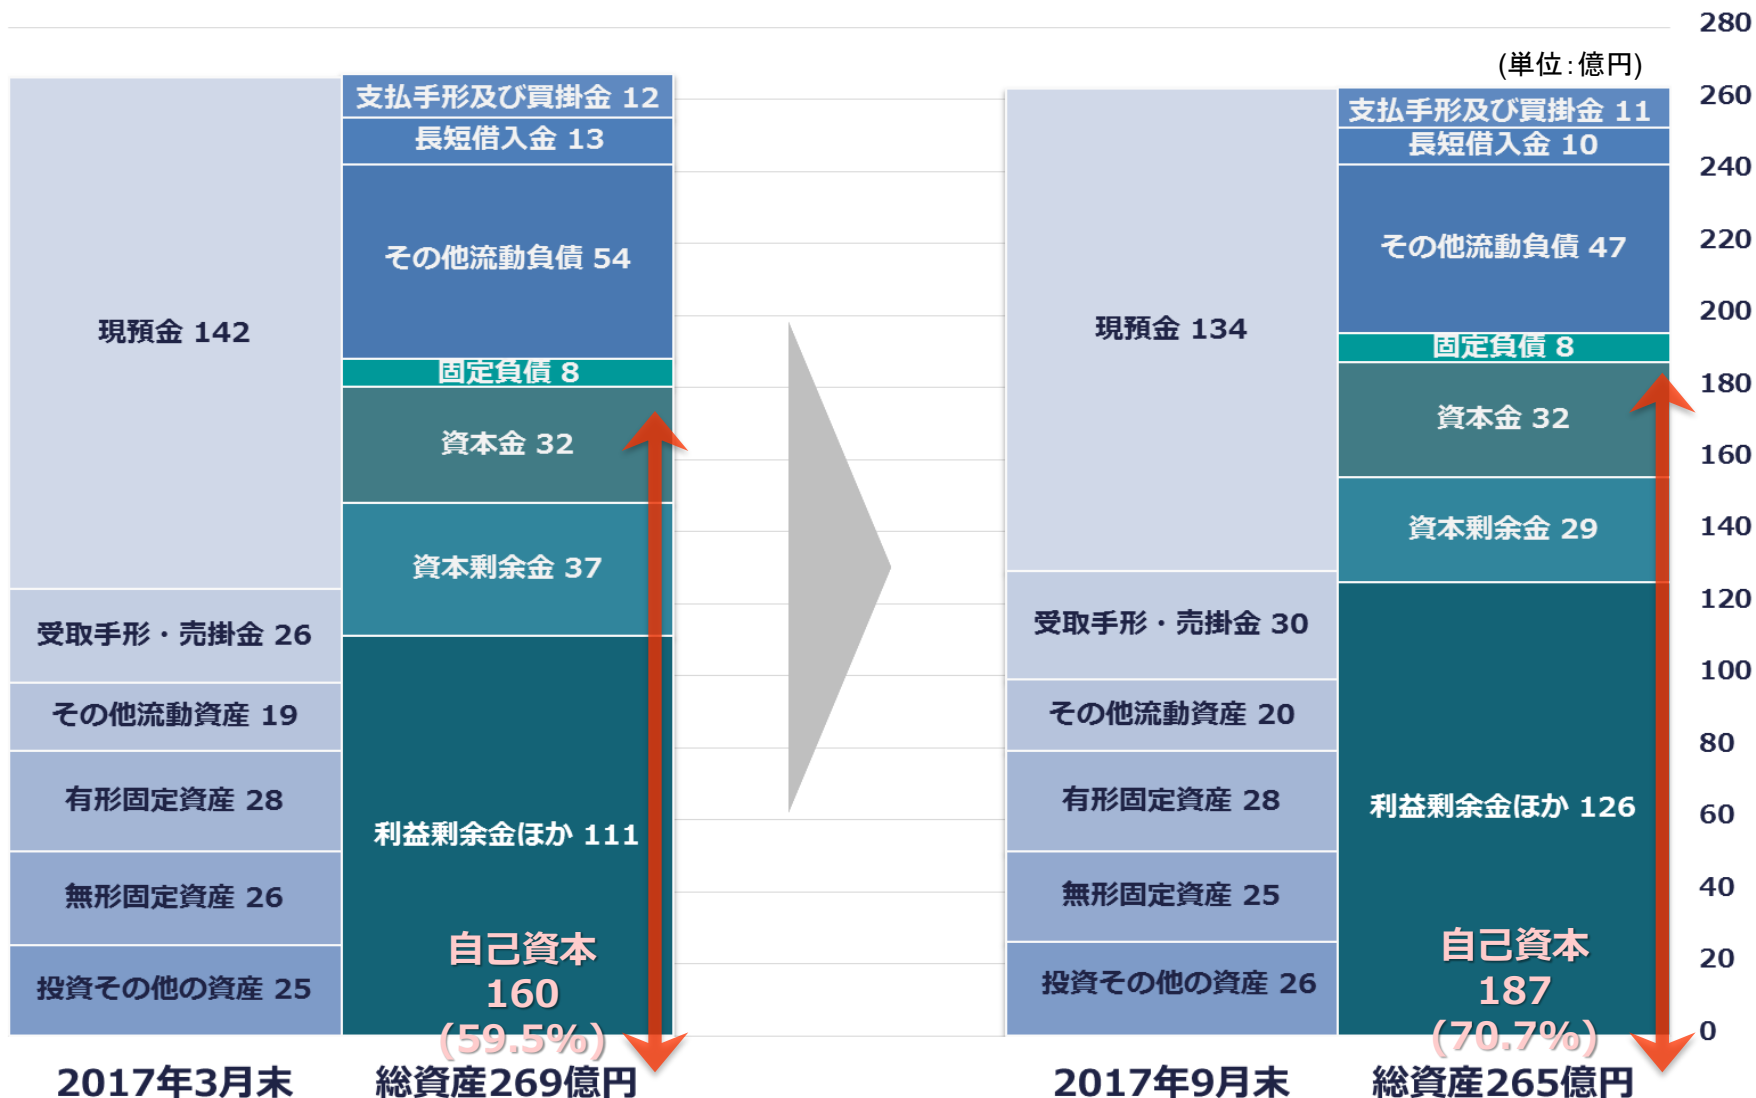 (単位:億円)
現預金 142
受取手形・売掛金 26
その他流動資産 19
有形固定資産 28
無形固定資産 26
投資その他の資産 25
支払手形及び買掛金 12
長短借入金 13
その他流動負債 54
固定負債 8
資本金 32
資本剰余金 37
利益剰余金ほか 111
自己資本
160
(59.5%)
2017年3月末
総資産269億円
現預金 134
受取手形・売掛金 30
その他流動資産 20
有形固定資産 28
無形固定資産 25
投資その他の資産 26
支払手形及び買掛金 11
長短借入金 10
その他流動負債 47
固定負債 8
資本金 32
資本剰余金 29
利益剰余金ほか 126
自己資本
187
(70.7%)
2017年9月末
総資産265億円
280
260
240
220
200
180
160
140
120
100
80
60
40
20
0